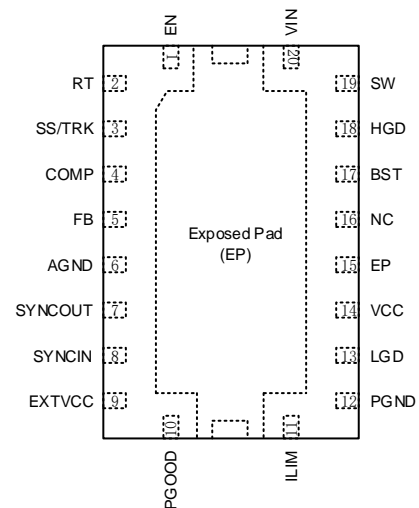 EN
VIN
1
20
RT 2
19 SW
SS/TRK 3
18 HGD
COMP 4
17 BST
FB 5
16 NC
Exposed Pad
(EP)
AGND 6
15 EP
SYNCOUT 7
14 VCC
SYNCIN 8
13 LGD
EXTVCC 9
12 PGND
10
11
PGOOD
ILIM